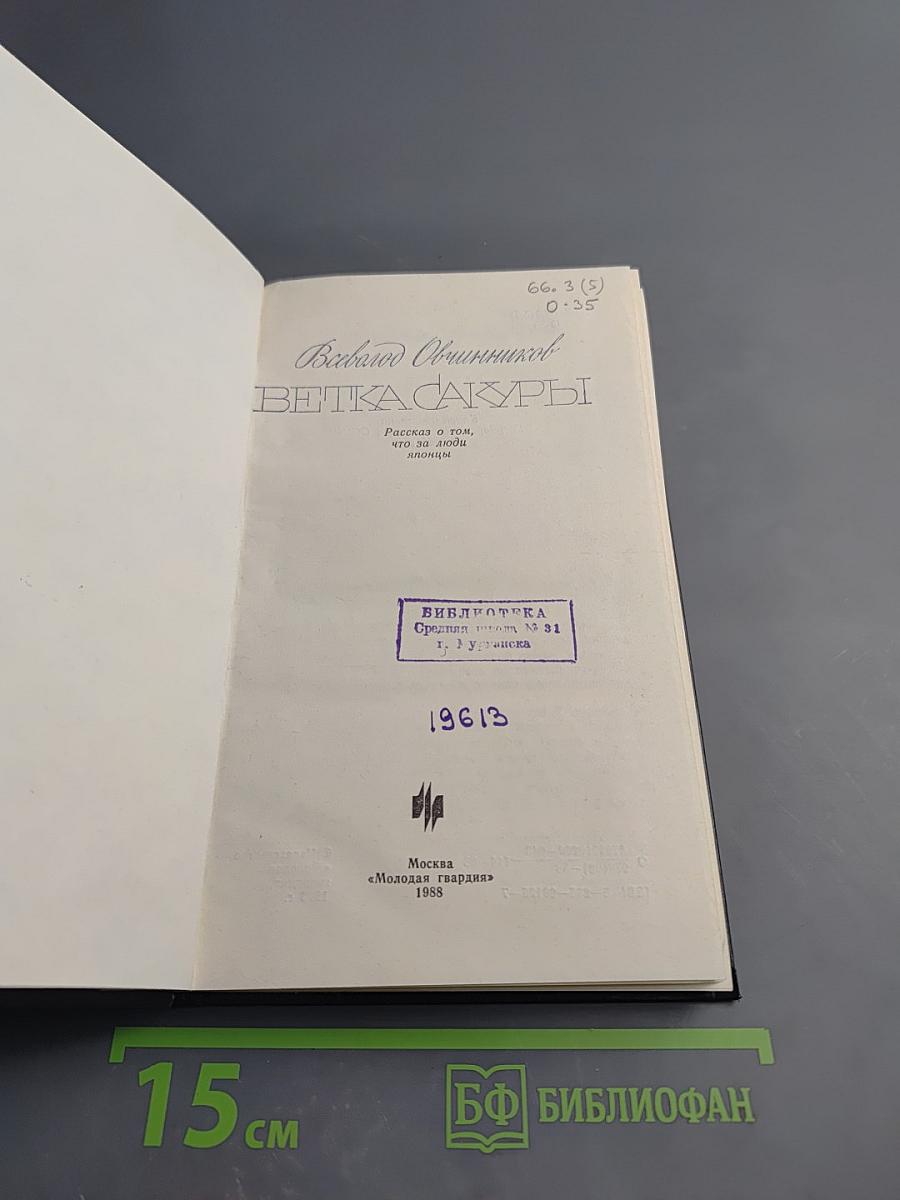 66. 3 (5)
О-35
Всеволод Овчинников
ВЕТКА САКУРЫ
Рассказ о том,
что за люди
японцы
БИБЛИОТЕКА
Средняя школа № 31
г. Мурманска
19613
Москва
«Молодая гвардия»
1988
15 см
БФ БИБЛИОФАН